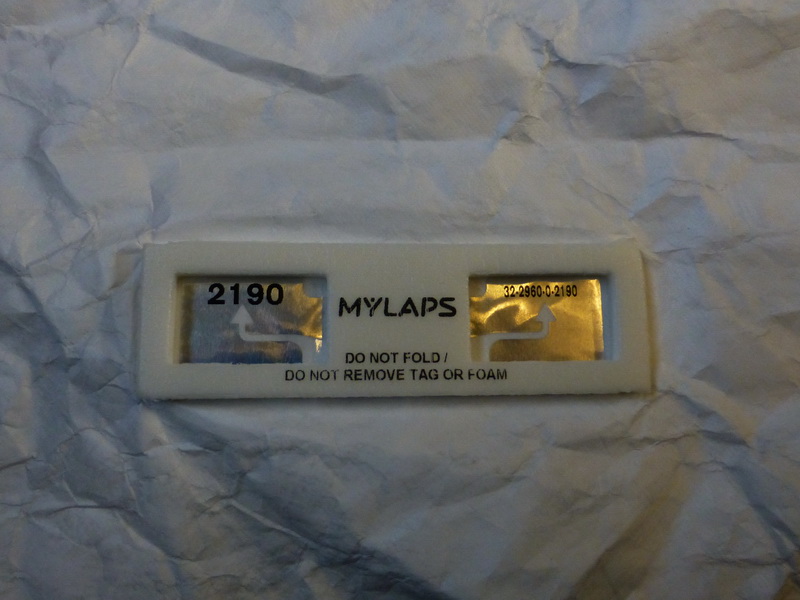 2190
MYLAPS
32-2960-0-2190
DO NOT FOLD /
DO NOT REMOVE TAG OR FOAM